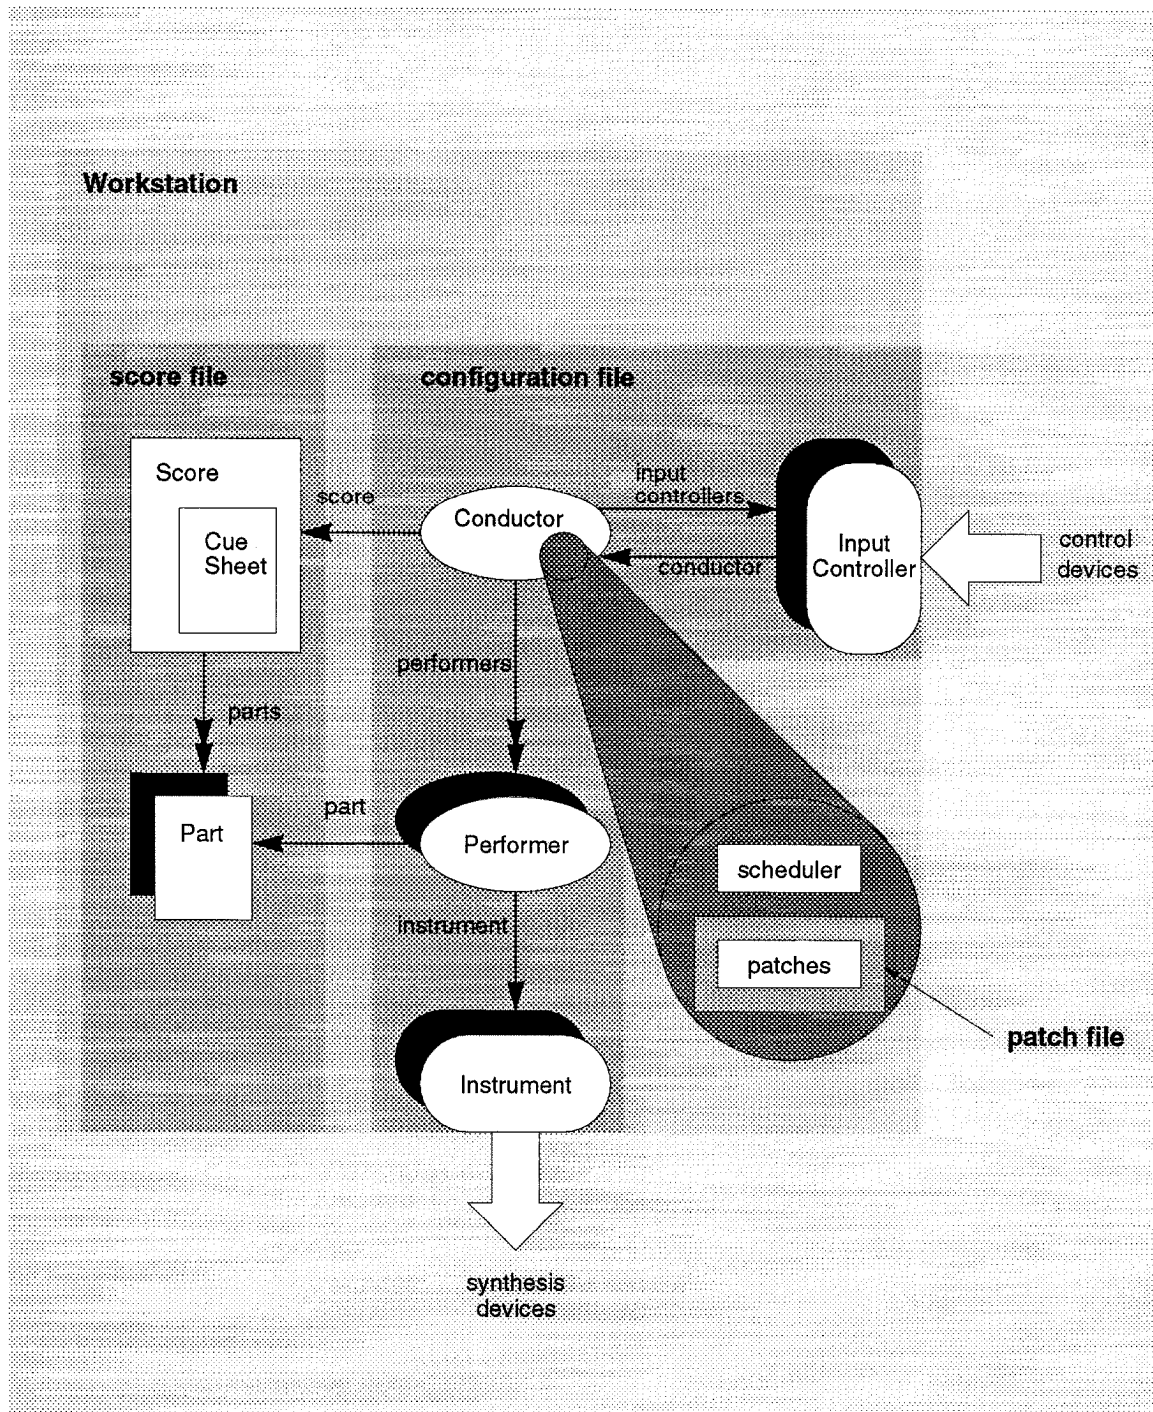 Workstation
score file
configuration file
Score
score
Cue
Sheet
Conductor
input
controllers
conductor
Input
Controller
control
devices
performers
parts
part
Part
Performer
scheduler
instrument
patches
patch file
Instrument
synthesis
devices